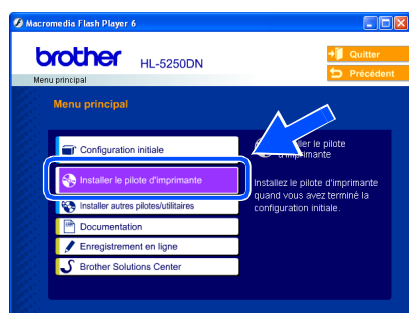 Macromedia Flash Player 6
brother HL-5250DN
Quitter
Précédent
Menu principal
Menu principal
Configuration initiale
Installer le pilote d'imprimante
Installer autres pilotes/utilitaires
Documentation
Enregistrement en ligne
Brother Solutions Center
le pilote
Installez le pilote d'imprimante
quand vous avez terminé la
configuration initiale.